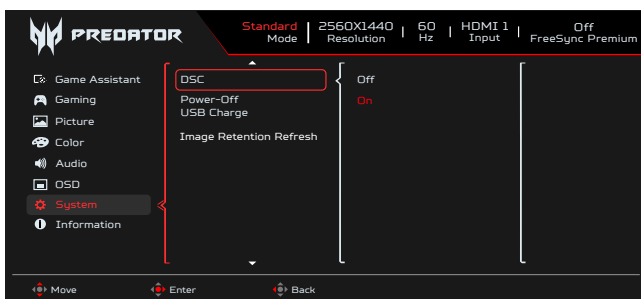 PREDATOR
Standard 2560X1440 60 HDMI 1 Off
Mode Resolution Hz Input FreeSync Premium
Game Assistant
Gaming
Picture
Color
Audio
OSD
System
Information
DSC
Power-Off
USB Charge
Image Retention Refresh
Off
On
Move Enter Back